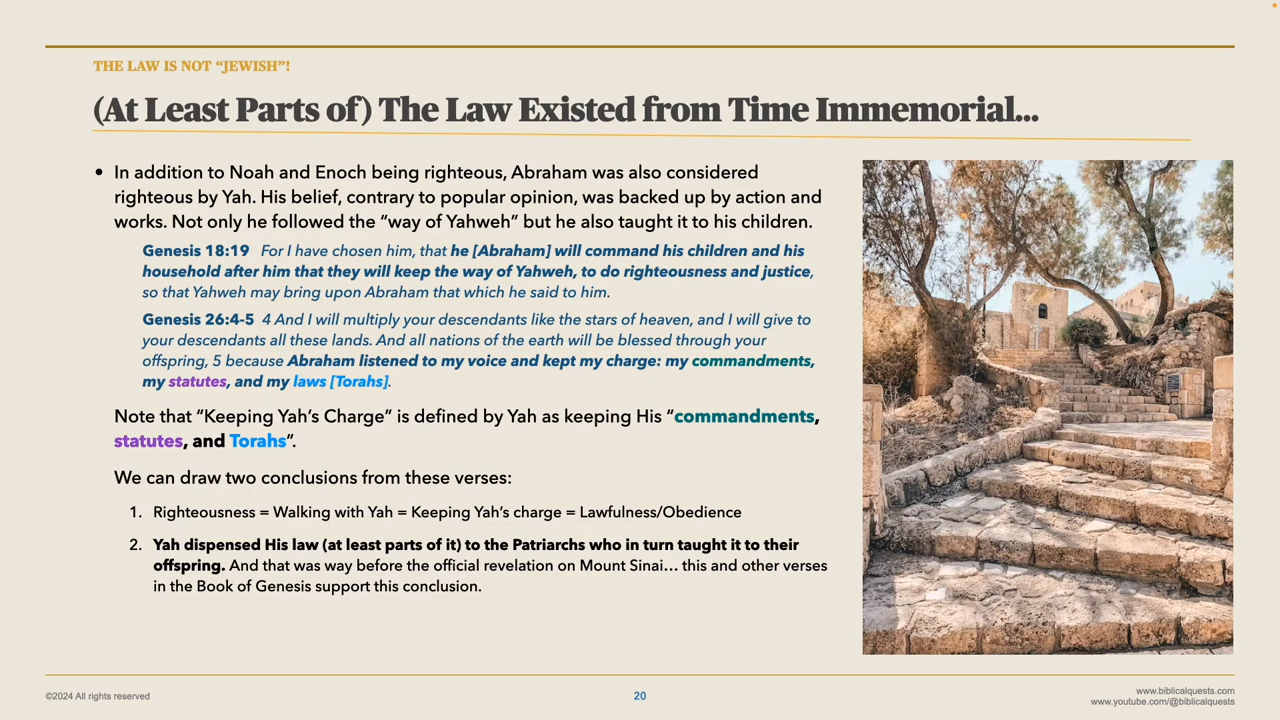 THE LAW IS NOT “JEWISH”!
(At Least Parts of) The Law Existed from Time Immemorial...
• In addition to Noah and Enoch being righteous, Abraham was also considered
righteous by Yah. His belief, contrary to popular opinion, was backed up by action and
works. Not only he followed the “way of Yahweh” but he also taught it to his children.
Genesis 18:19 For I have chosen him, that he [Abraham] will command his children and his
household after him that they will keep the way of Yahweh, to do righteousness and justice,
so that Yahweh may bring upon Abraham that which he said to him.
Genesis 26:4-5 4 And I will multiply your descendants like the stars of heaven, and I will give to
your descendants all these lands. And all nations of the earth will be blessed through your
offspring, 5 because Abraham listened to my voice and kept my charge: my commandments,
my statutes, and my laws [Torahs].
Note that “Keeping Yah’s Charge” is defined by Yah as keeping His “commandments,
statutes, and Torahs”.
We can draw two conclusions from these verses:
1. Righteousness = Walking with Yah = Keeping Yah’s charge = Lawfulness/Obedience
2. Yah dispensed His law (at least parts of it) to the Patriarchs who in turn taught it to their
offspring. And that was way before the official revelation on Mount Sinai… this and other verses
in the Book of Genesis support this conclusion.
©2024 All rights reserved
20
www.biblicalquests.com
www.youtube.com/@biblicalquests